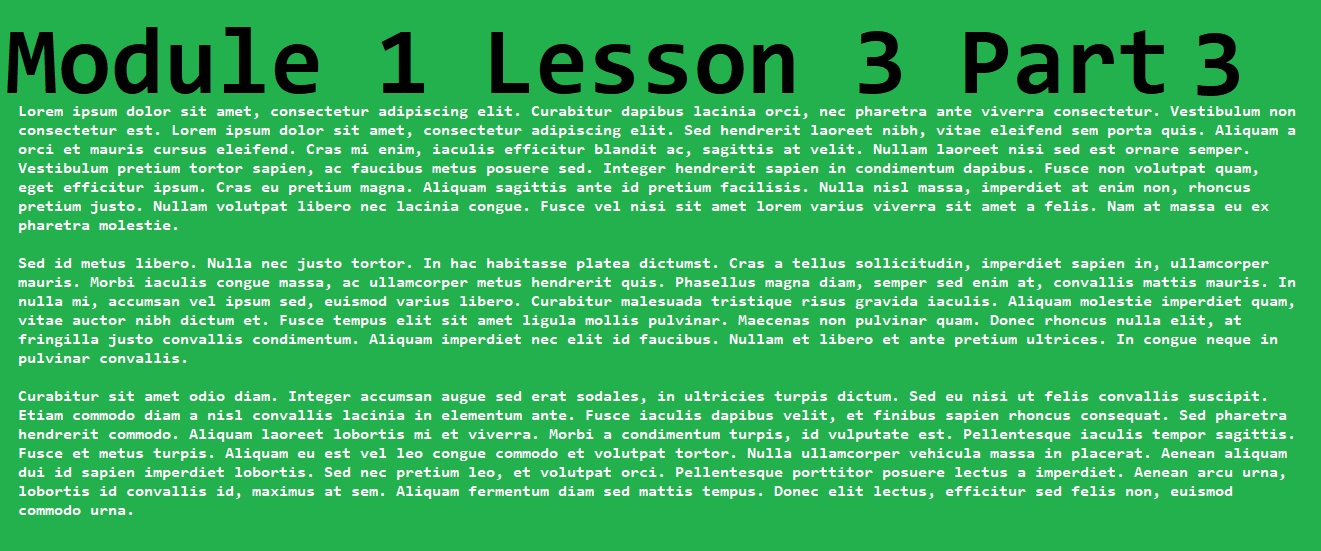 Module 1 Lesson 3 Part 3
Lorem ipsum dolor sit amet, consectetur adipiscing elit. Curabitur dapibus lacinia orci, nec pharetra ante viverra consectetur. Vestibulum non
consectetur est. Lorem ipsum dolor sit amet, consectetur adipiscing elit. Sed hendrerit laoreet nibh, vitae eleifend sem porta quis. Aliquam a
orci et mauris cursus eleifend. Cras mi enim, iaculis efficitur blandit ac, sagittis at velit. Nullam laoreet nisi sed est ornare semper.
Vestibulum pretium tortor sapien, ac faucibus metus posuere sed. Integer hendrerit sapien in condimentum dapibus. Fusce non volutpat quam,
eget efficitur ipsum. Cras eu pretium magna. Aliquam sagittis ante id pretium facilisis. Nulla nisl massa, imperdiet at enim non, rhoncus
pretium justo. Nullam volutpat libero nec lacinia congue. Fusce vel nisi sit amet lorem varius viverra sit amet a felis. Nam at massa eu ex
pharetra molestie.
Sed id metus libero. Nulla nec justo tortor. In hac habitasse platea dictumst. Cras a tellus sollicitudin, imperdiet sapien in, ullamcorper
mauris. Morbi iaculis congue massa, ac ullamcorper metus hendrerit quis. Phasellus magna diam, semper sed enim at, convallis mattis mauris. In
nulla mi, accumsan vel ipsum sed, euismod varius libero. Curabitur malesuada tristique risus gravida iaculis. Aliquam molestie imperdiet quam,
vitae auctor nibh dictum et. Fusce tempus elit sit amet ligula mollis pulvinar. Maecenas non pulvinar quam. Donec rhoncus nulla elit, at
fringilla justo convallis condimentum. Aliquam imperdiet nec elit id faucibus. Nullam et libero et ante pretium ultrices. In congue neque in
pulvinar convallis.
Curabitur sit amet odio diam. Integer accumsan augue sed erat sodales, in ultricies turpis dictum. Sed eu nisi ut felis convallis suscipit.
Etiam commodo diam a nisl convallis lacinia in elementum ante. Fusce iaculis dapibus velit, et finibus sapien rhoncus consequat. Sed pharetra
hendrerit commodo. Aliquam laoreet lobortis mi et viverra. Morbi a condimentum turpis, id vulputate est. Pellentesque iaculis tempor sagittis.
Fusce et metus turpis. Aliquam eu est vel leo congue commodo et volutpat tortor. Nulla ullamcorper vehicula massa in placerat. Aenean aliquam
dui id sapien imperdiet lobortis. Sed nec pretium leo, et volutpat orci. Pellentesque porttitor posuere lectus a imperdiet. Aenean arcu urna,
lobortis id convallis id, maximus at sem. Aliquam fermentum diam sed mattis tempus. Donec elit lectus, efficitur sed felis non, euismod
commodo urna.